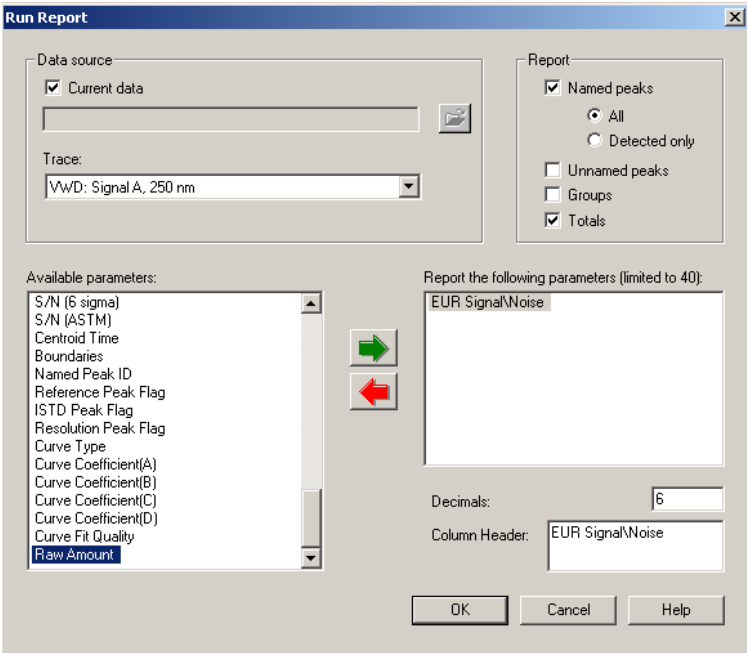 Run Report
Data source
Current data
Trace:
VWD: Signal A, 250 nm
Report
Named peaks
All
Detected only
Unnamed peaks
Groups
Totals
Available parameters:
S/N (6 sigma)
S/N (ASTM)
Centroid Time
Boundaries
Named Peak ID
Reference Peak Flag
ISTD Peak Flag
Resolution Peak Flag
Curve Type
Curve Coefficient(A)
Curve Coefficient(B)
Curve Coefficient(C)
Curve Coefficient(D)
Curve Fit Quality
Raw Amount
Report the following parameters (limited to 40):
EUR Signal\Noise
Decimals: 6
Column Header: EUR Signal\Noise
OK Cancel Help